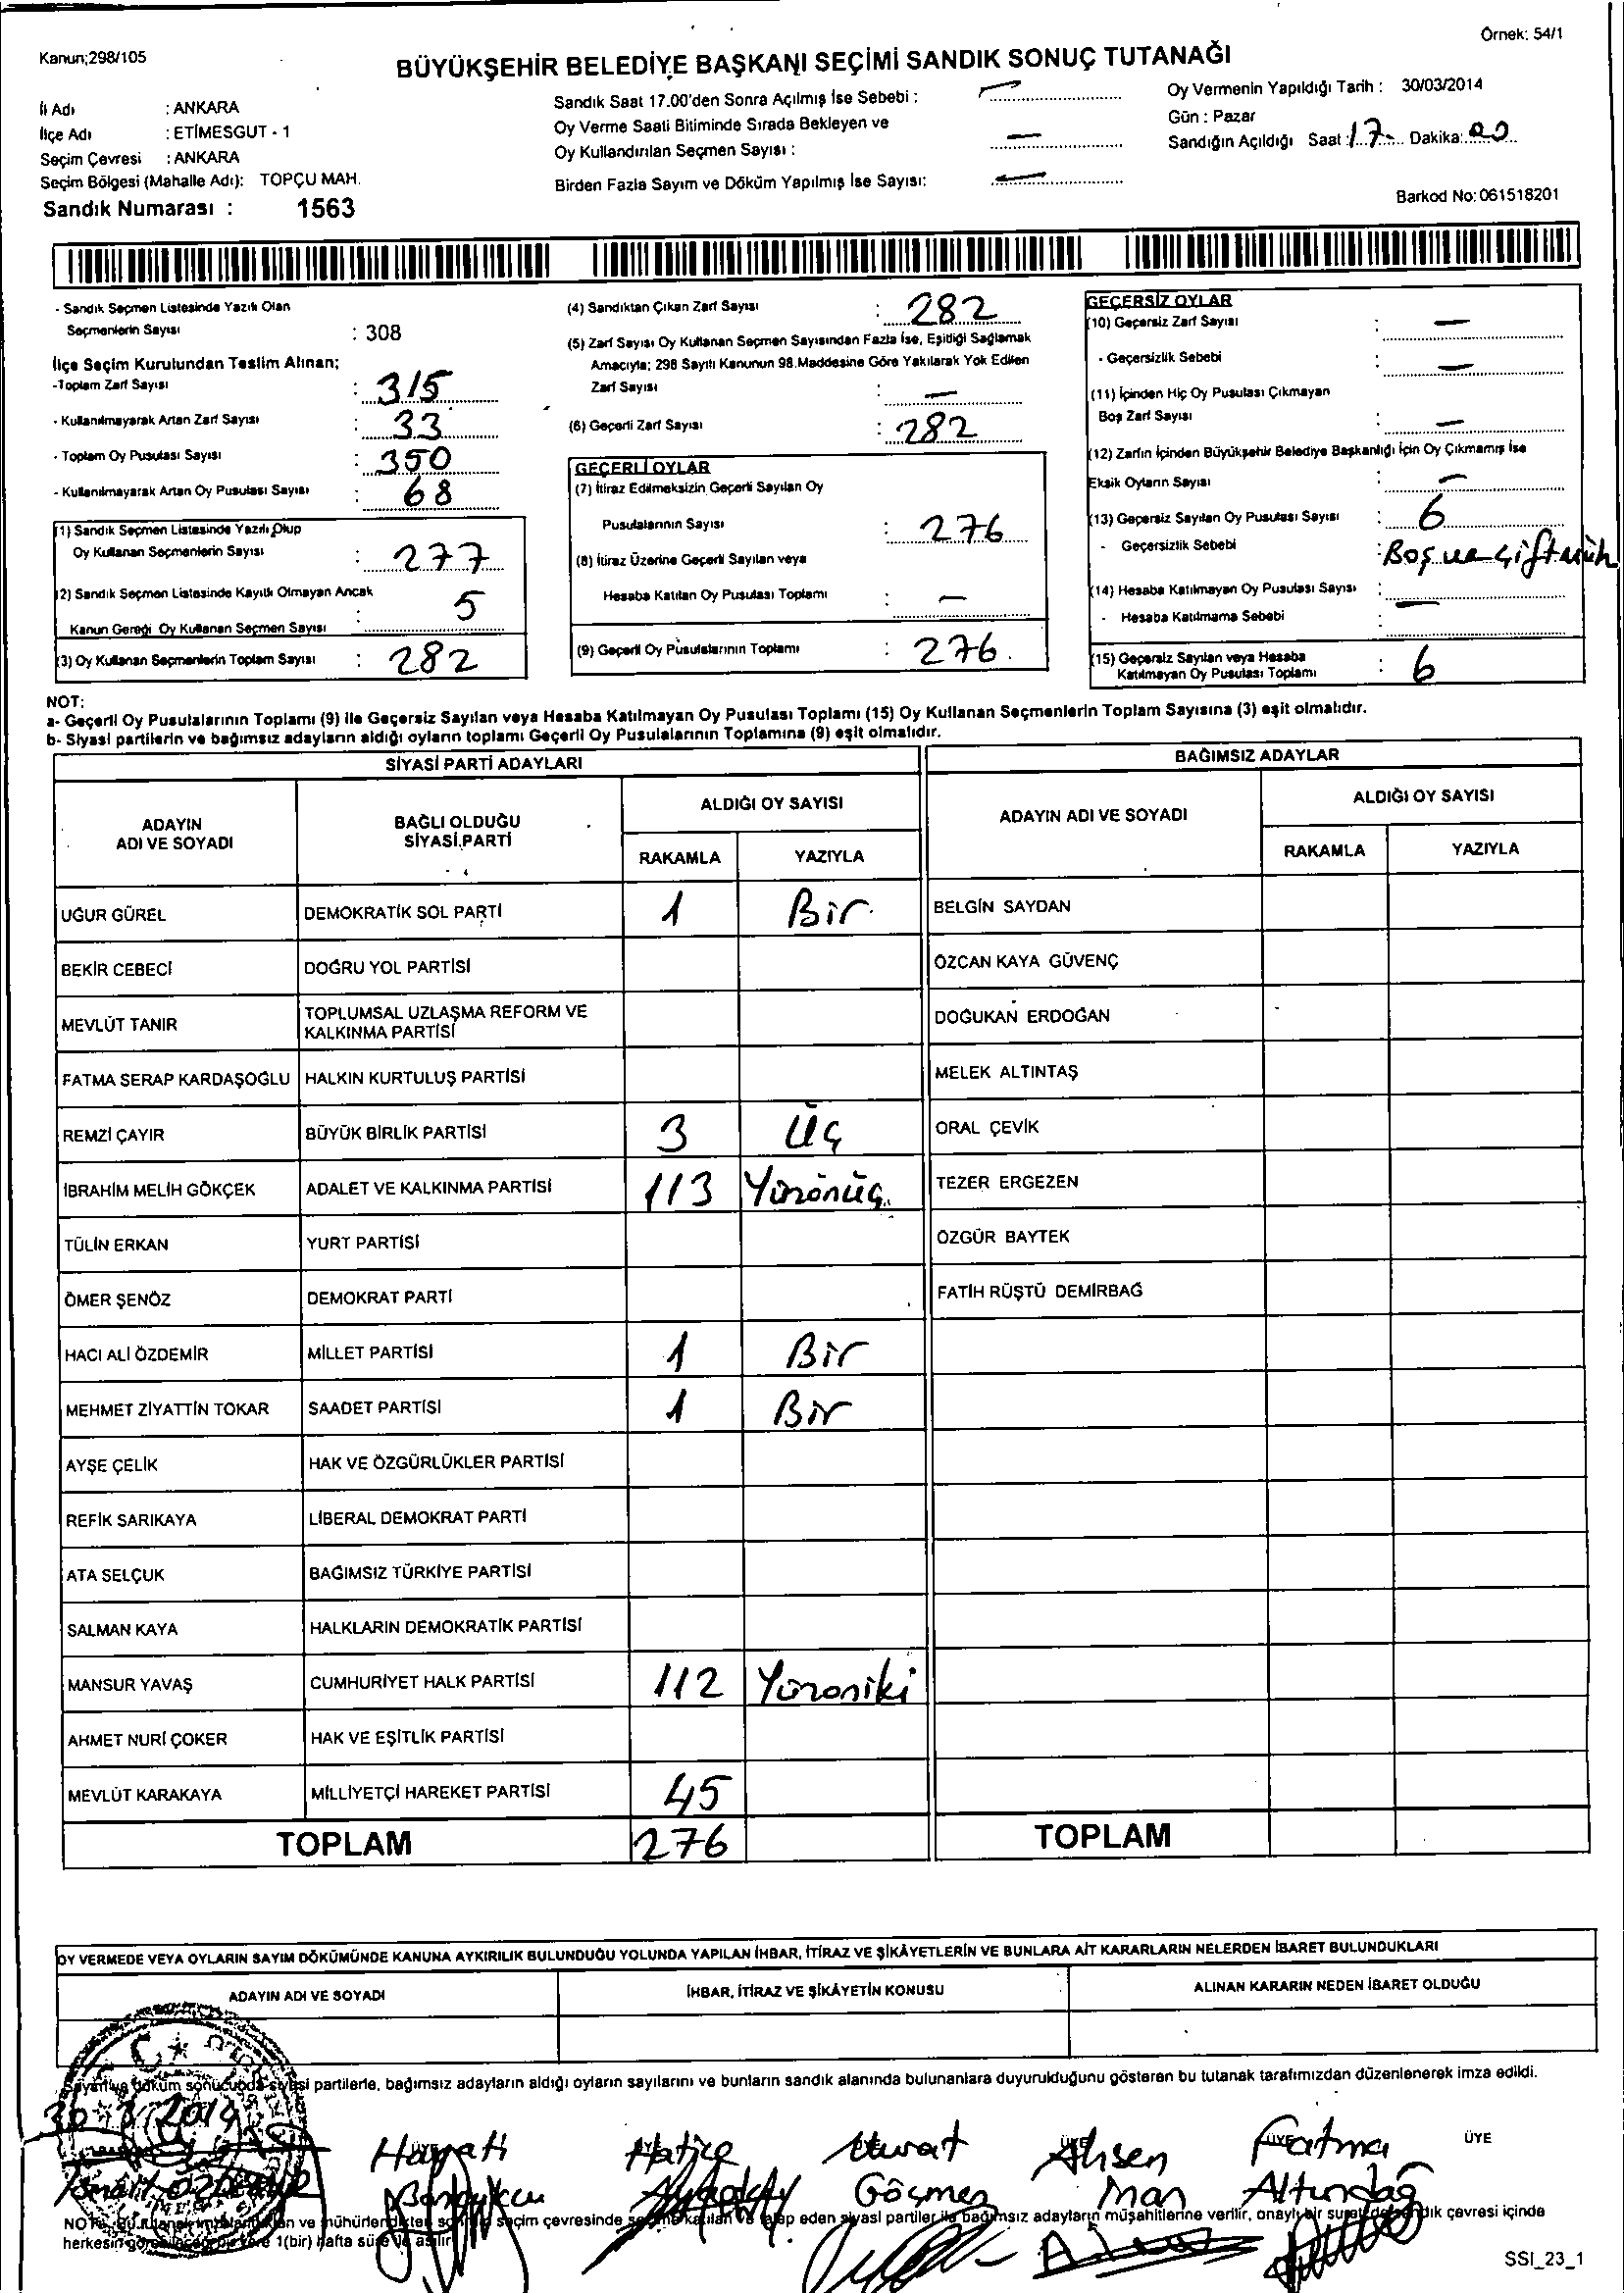 Kanun;298/105
Örnek: 54/1
BÜYÜKŞEHİR BELEDİYE BAŞKANI SEÇİMİ SANDIK SONUÇ TUTANAĞI
İl Adı : ANKARA
İlçe Adı : ETİMESGUT - 1
Seçim Çevresi : ANKARA
Seçim Bölgesi (Mahalle Adı): TOPÇU MAH.
Sandık Numarası : 1563
Sandık Saat 17.00'den Sonra Açılmış İse Sebebi : —
Oy Verme Saati Bitiminde Sırada Bekleyen ve
Oy Kullandırılan Seçmen Sayısı : —
Birden Fazla Sayım ve Döküm Yapılmış İse Sayısı: —
Oy Vermenin Yapıldığı Tarih : 30/03/2014
Gün : Pazar
Sandığın Açıldığı Saat : 17 Dakika: 00
Barkod No: 061518201
- Sandık Seçmen Listesinde Yazılı Olan
Seçmenlerin Sayısı : 308
İlçe Seçim Kurulundan Teslim Alınan;
-Toplam Zarf Sayısı : 315
- Kullanılmayarak Artan Zarf Sayısı : 33
- Toplam Oy Pusulası Sayısı : 350
- Kullanılmayarak Artan Oy Pusulası Sayısı : 68
(1) Sandık Seçmen Listesinde Yazılı Olup
Oy Kullanan Seçmenlerin Sayısı : 277
(2) Sandık Seçmen Listesinde Kayıtlı Olmayan Ancak
Kanun Gereği Oy Kullanan Seçmen Sayısı : 5
(3) Oy Kullanan Seçmenlerin Toplam Sayısı : 282
(4) Sandıktan Çıkan Zarf Sayısı : 282
(5) Zarf Sayısı Oy Kullanan Seçmen Sayısından Fazla İse, Eşitliği Sağlamak
Amacıyla; 298 Sayılı Kanunun 98.Maddesine Göre Yakılarak Yok Edilen
Zarf Sayısı : —
(6) Geçerli Zarf Sayısı : 282
GEÇERLİ OYLAR
(7) İtiraz Edilmeksizin Geçerli Sayılan Oy
Pusulalarının Sayısı : 276
(8) İtiraz Üzerine Geçerli Sayılan veya
Hesaba Katılan Oy Pusulası Toplamı : —
(9) Geçerli Oy Pusulalarının Toplamı : 276
GEÇERSİZ OYLAR
(10) Geçersiz Zarf Sayısı : —
- Geçersizlik Sebebi : —
(11) İçinden Hiç Oy Pusulası Çıkmayan
Boş Zarf Sayısı : —
(12) Zarfın İçinden Büyükşehir Belediye Başkanlığı İçin Oy Çıkmamış İse
Eksik Oyların Sayısı : —
(13) Geçersiz Sayılan Oy Pusulası Sayısı : 6
- Geçersizlik Sebebi : Boş ve çift müh
(14) Hesaba Katılmayan Oy Pusulası Sayısı : —
- Hesaba Katılmama Sebebi
(15) Geçersiz Sayılan veya Hesaba
Katılmayan Oy Pusulası Toplamı : 6
NOT:
a- Geçerli Oy Pusulalarının Toplamı (9) ile Geçersiz Sayılan veya Hesaba Katılmayan Oy Pusulası Toplamı (15) Oy Kullanan Seçmenlerin Toplam Sayısına (3) eşit olmalıdır.
b- Siyasi partilerin ve bağımsız adayların aldığı oyların toplamı Geçerli Oy Pusulalarının Toplamına (9) eşit olmalıdır.
SİYASİ PARTİ ADAYLARI
ADAYIN
ADI VE SOYADI
BAĞLI OLDUĞU
SİYASİ PARTİ
ALDIĞI OY SAYISI
RAKAMLA YAZIYLA
UĞUR GÜREL DEMOKRATİK SOL PARTİ 1 Bir
BEKİR CEBECİ DOĞRU YOL PARTİSİ
MEVLÜT TANIR TOPLUMSAL UZLAŞMA REFORM VE
KALKINMA PARTİSİ
FATMA SERAP KARDAŞOĞLU HALKIN KURTULUŞ PARTİSİ
REMZİ ÇAYIR BÜYÜK BİRLİK PARTİSİ 3 Üç
İBRAHİM MELİH GÖKÇEK ADALET VE KALKINMA PARTİSİ 113 Yüzönüç.
TÜLİN ERKAN YURT PARTİSİ
ÖMER ŞENÖZ DEMOKRAT PARTİ
HACI ALİ ÖZDEMİR MİLLET PARTİSİ 1 Bir
MEHMET ZİYATTİN TOKAR SAADET PARTİSİ 1 Bir
AYŞE ÇELİK HAK VE ÖZGÜRLÜKLER PARTİSİ
REFİK SARIKAYA LİBERAL DEMOKRAT PARTİ
ATA SELÇUK BAĞIMSIZ TÜRKİYE PARTİSİ
SALMAN KAYA HALKLARIN DEMOKRATİK PARTİSİ
MANSUR YAVAŞ CUMHURİYET HALK PARTİSİ 112 Yüzoniki
AHMET NURİ ÇOKER HAK VE EŞİTLİK PARTİSİ
MEVLÜT KARAKAYA MİLLİYETÇİ HAREKET PARTİSİ 45
TOPLAM 276
BAĞIMSIZ ADAYLAR
ADAYIN ADI VE SOYADI
ALDIĞI OY SAYISI
RAKAMLA YAZIYLA
BELGİN SAYDAN
ÖZCAN KAYA GÜVENÇ
DOĞUKAN ERDOĞAN
MELEK ALTINTAŞ
ORAL ÇEVİK
TEZER ERGEZEN
ÖZGÜR BAYTEK
FATİH RÜŞTÜ DEMİRBAĞ
TOPLAM
OY VERMEDE VEYA OYLARIN SAYIM DÖKÜMÜNDE KANUNA AYKIRILIK BULUNDUĞU YOLUNDA YAPILAN İHBAR, İTİRAZ VE ŞİKÂYETLERİN VE BUNLARA AİT KARARLARIN NELERDEN İBARET BULUNDUKLARI
ADAYIN ADI VE SOYADI İHBAR, İTİRAZ VE ŞİKÂYETİN KONUSU ALINAN KARARIN NEDEN İBARET OLDUĞU
Sayım ve döküm sonucunda siyasi partilerle, bağımsız adayların aldığı oyların sayılarını ve bunların sandık alanında bulunanlara duyurulduğunu gösteren bu tutanak tarafımızdan düzenlenerek imza edildi.
30 3 2014
Hayati Hatice Murat Ahsen Fatma ÜYE
Göçmen İnan Altındağ
ve mühürlendikten seçim çevresinde eden siyasi partiler ile bağımsız adayların müşahitlerine verilir, onaylı bir sureti de sandık çevresi içinde
1(bir) hafta süre ile asılır.
SSI_23_1